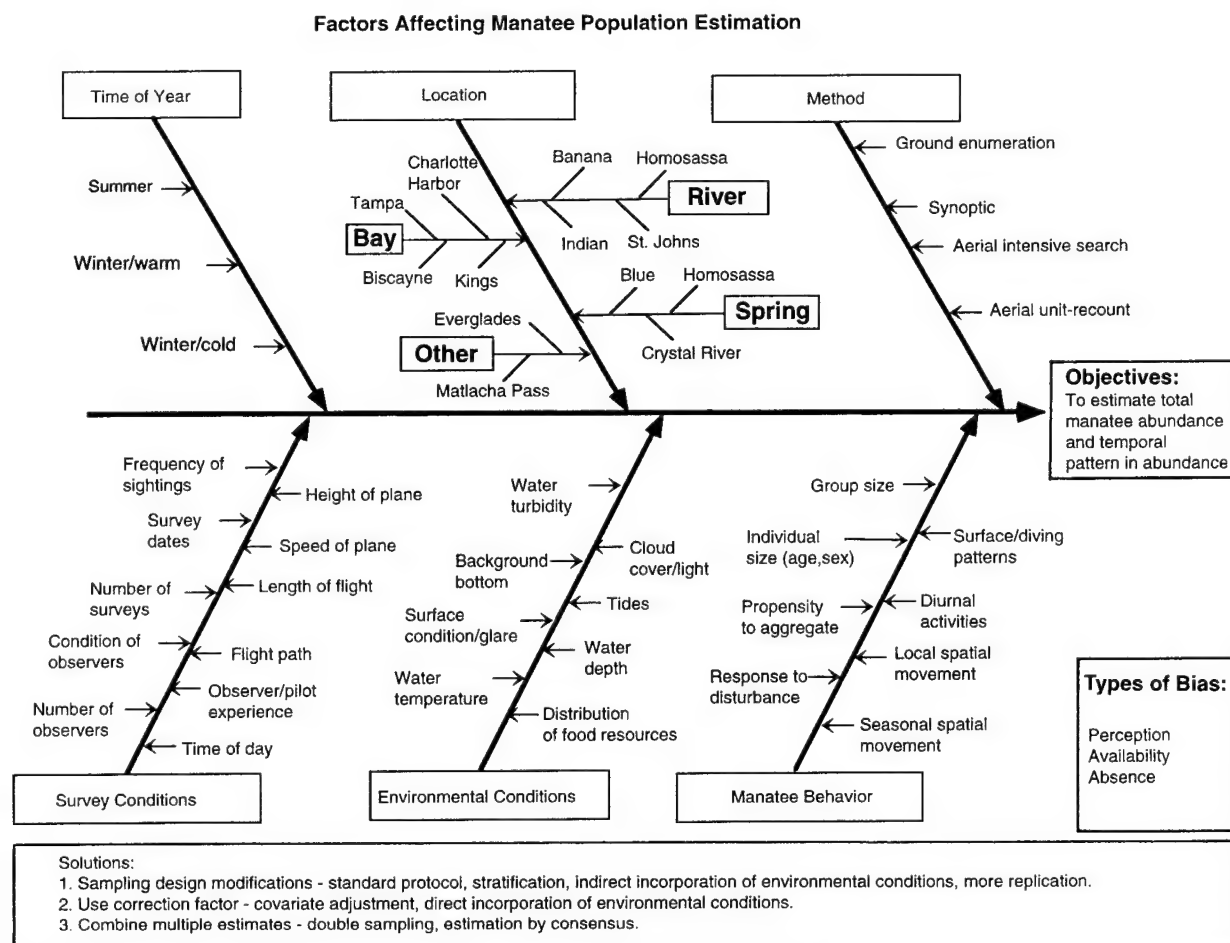 Factors Affecting Manatee Population Estimation
Time of Year
Location
Method
Summer
Winter/warm
Winter/cold
Charlotte
Harbor
Tampa
Bay
Biscayne
Kings
Banana
Homosassa
River
Indian
St. Johns
Blue
Homosassa
Spring
Crystal River
Everglades
Other
Matlacha Pass
Ground enumeration
Synoptic
Aerial intensive search
Aerial unit-recount
Objectives:
To estimate total
manatee abundance
and temporal
pattern in abundance
Frequency of
sightings
Height of plane
Survey
dates
Speed of plane
Number of
surveys
Length of flight
Condition of
observers
Flight path
Number of
observers
Observer/pilot
experience
Time of day
Survey Conditions
Water
turbidity
Cloud
cover/light
Background
bottom
Tides
Surface
condition/glare
Water
depth
Water
temperature
Distribution
of food resources
Environmental Conditions
Group size
Surface/diving
patterns
Individual
size (age,sex)
Diurnal
activities
Propensity
to aggregate
Local spatial
movement
Response to
disturbance
Seasonal spatial
movement
Manatee Behavior
Types of Bias:
Perception
Availability
Absence
Solutions:
1. Sampling design modifications - standard protocol, stratification, indirect incorporation of environmental conditions, more replication.
2. Use correction factor - covariate adjustment, direct incorporation of environmental conditions.
3. Combine multiple estimates - double sampling, estimation by consensus.